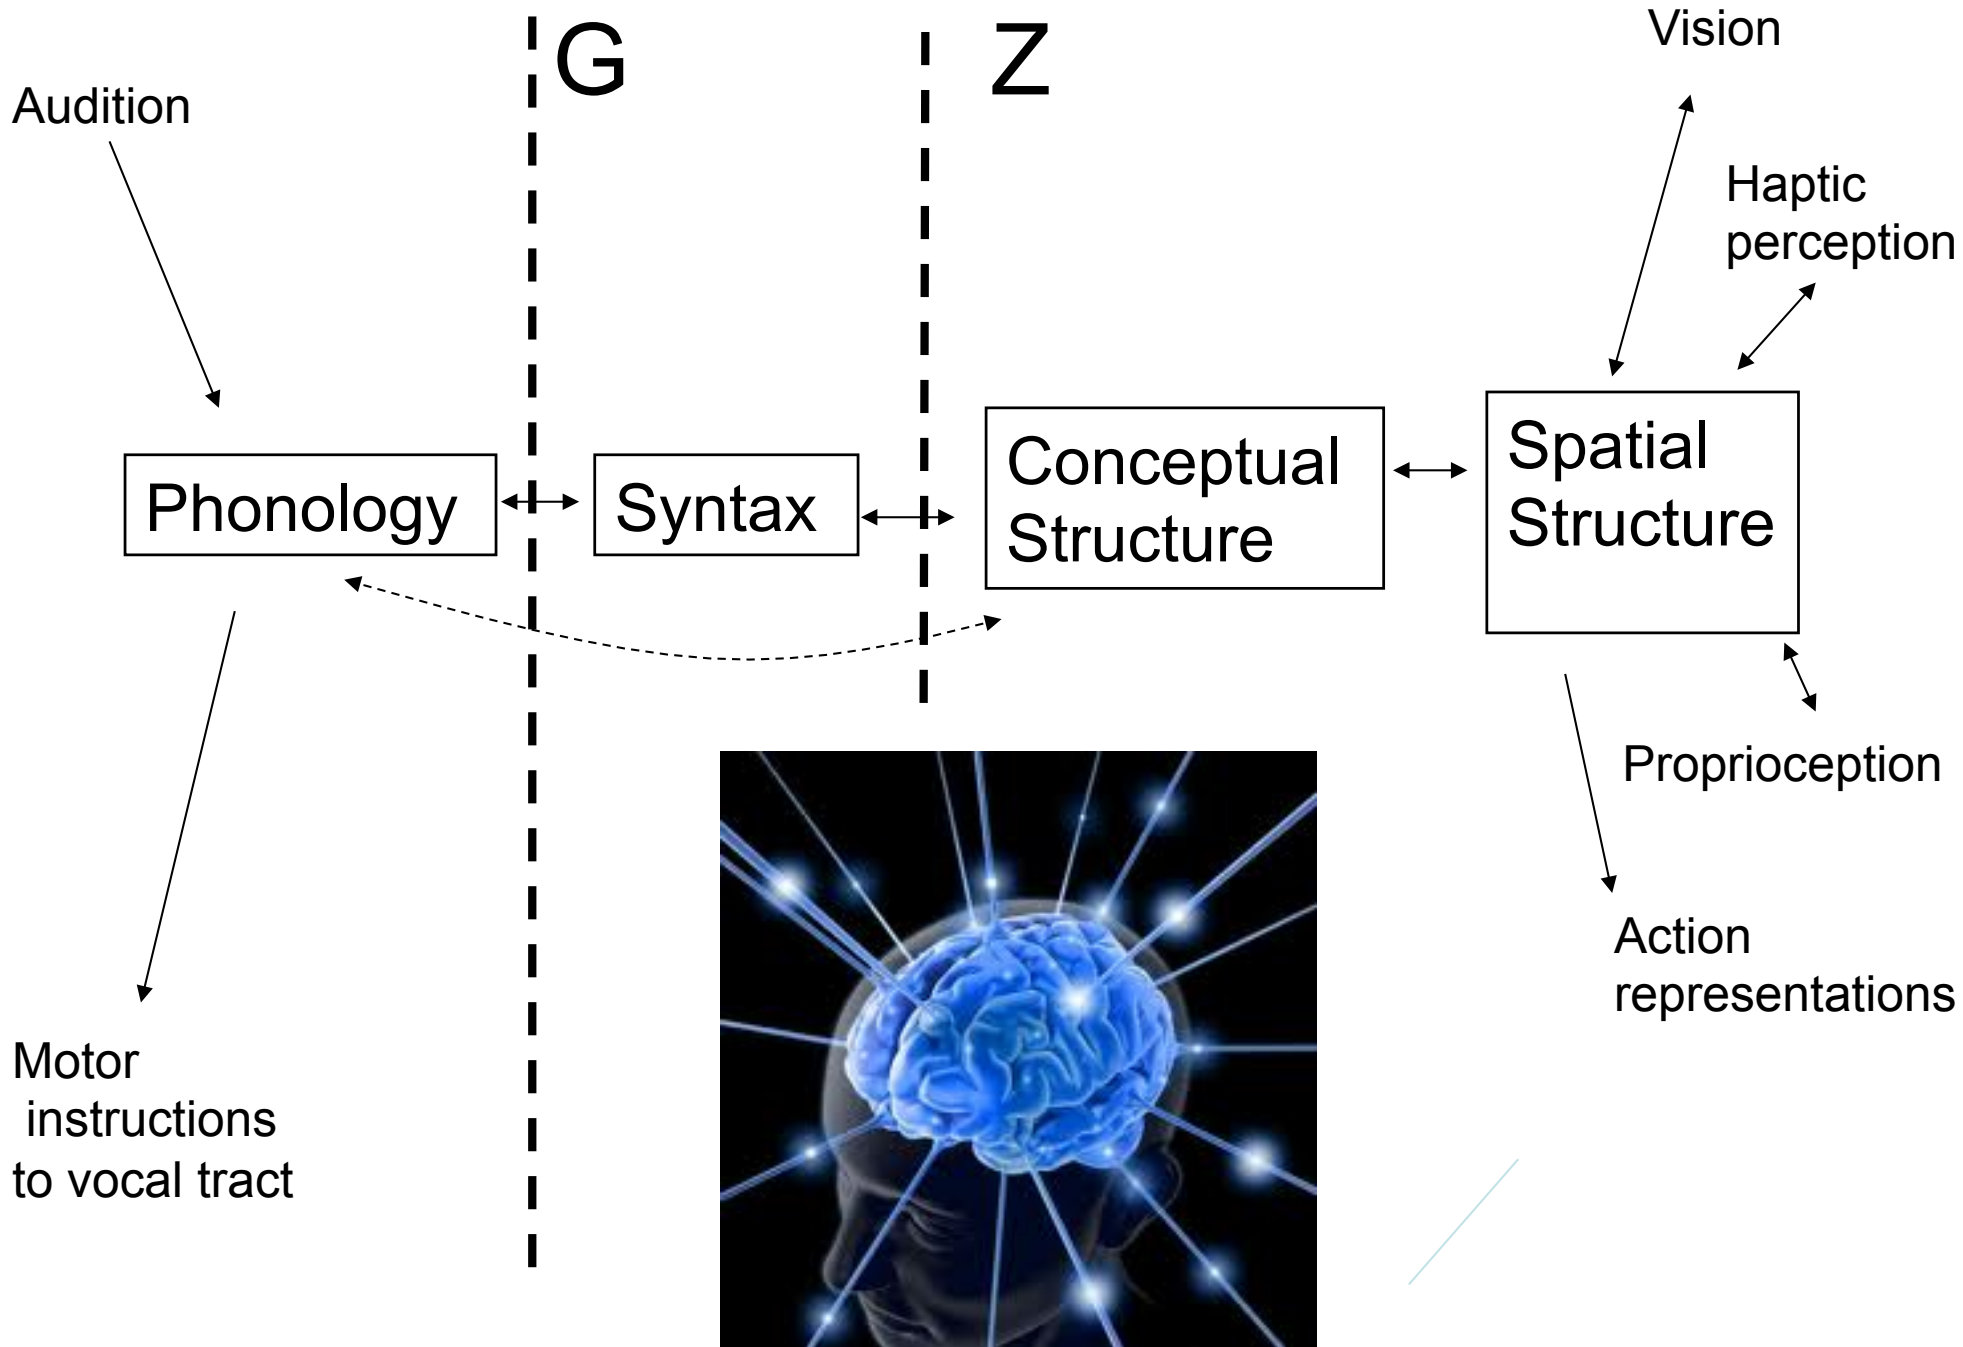 G
Z
Vision
Audition
Haptic
perception
Phonology
Syntax
Conceptual
Structure
Spatial
Structure
Proprioception
Action
representations
Motor
instructions
to vocal tract